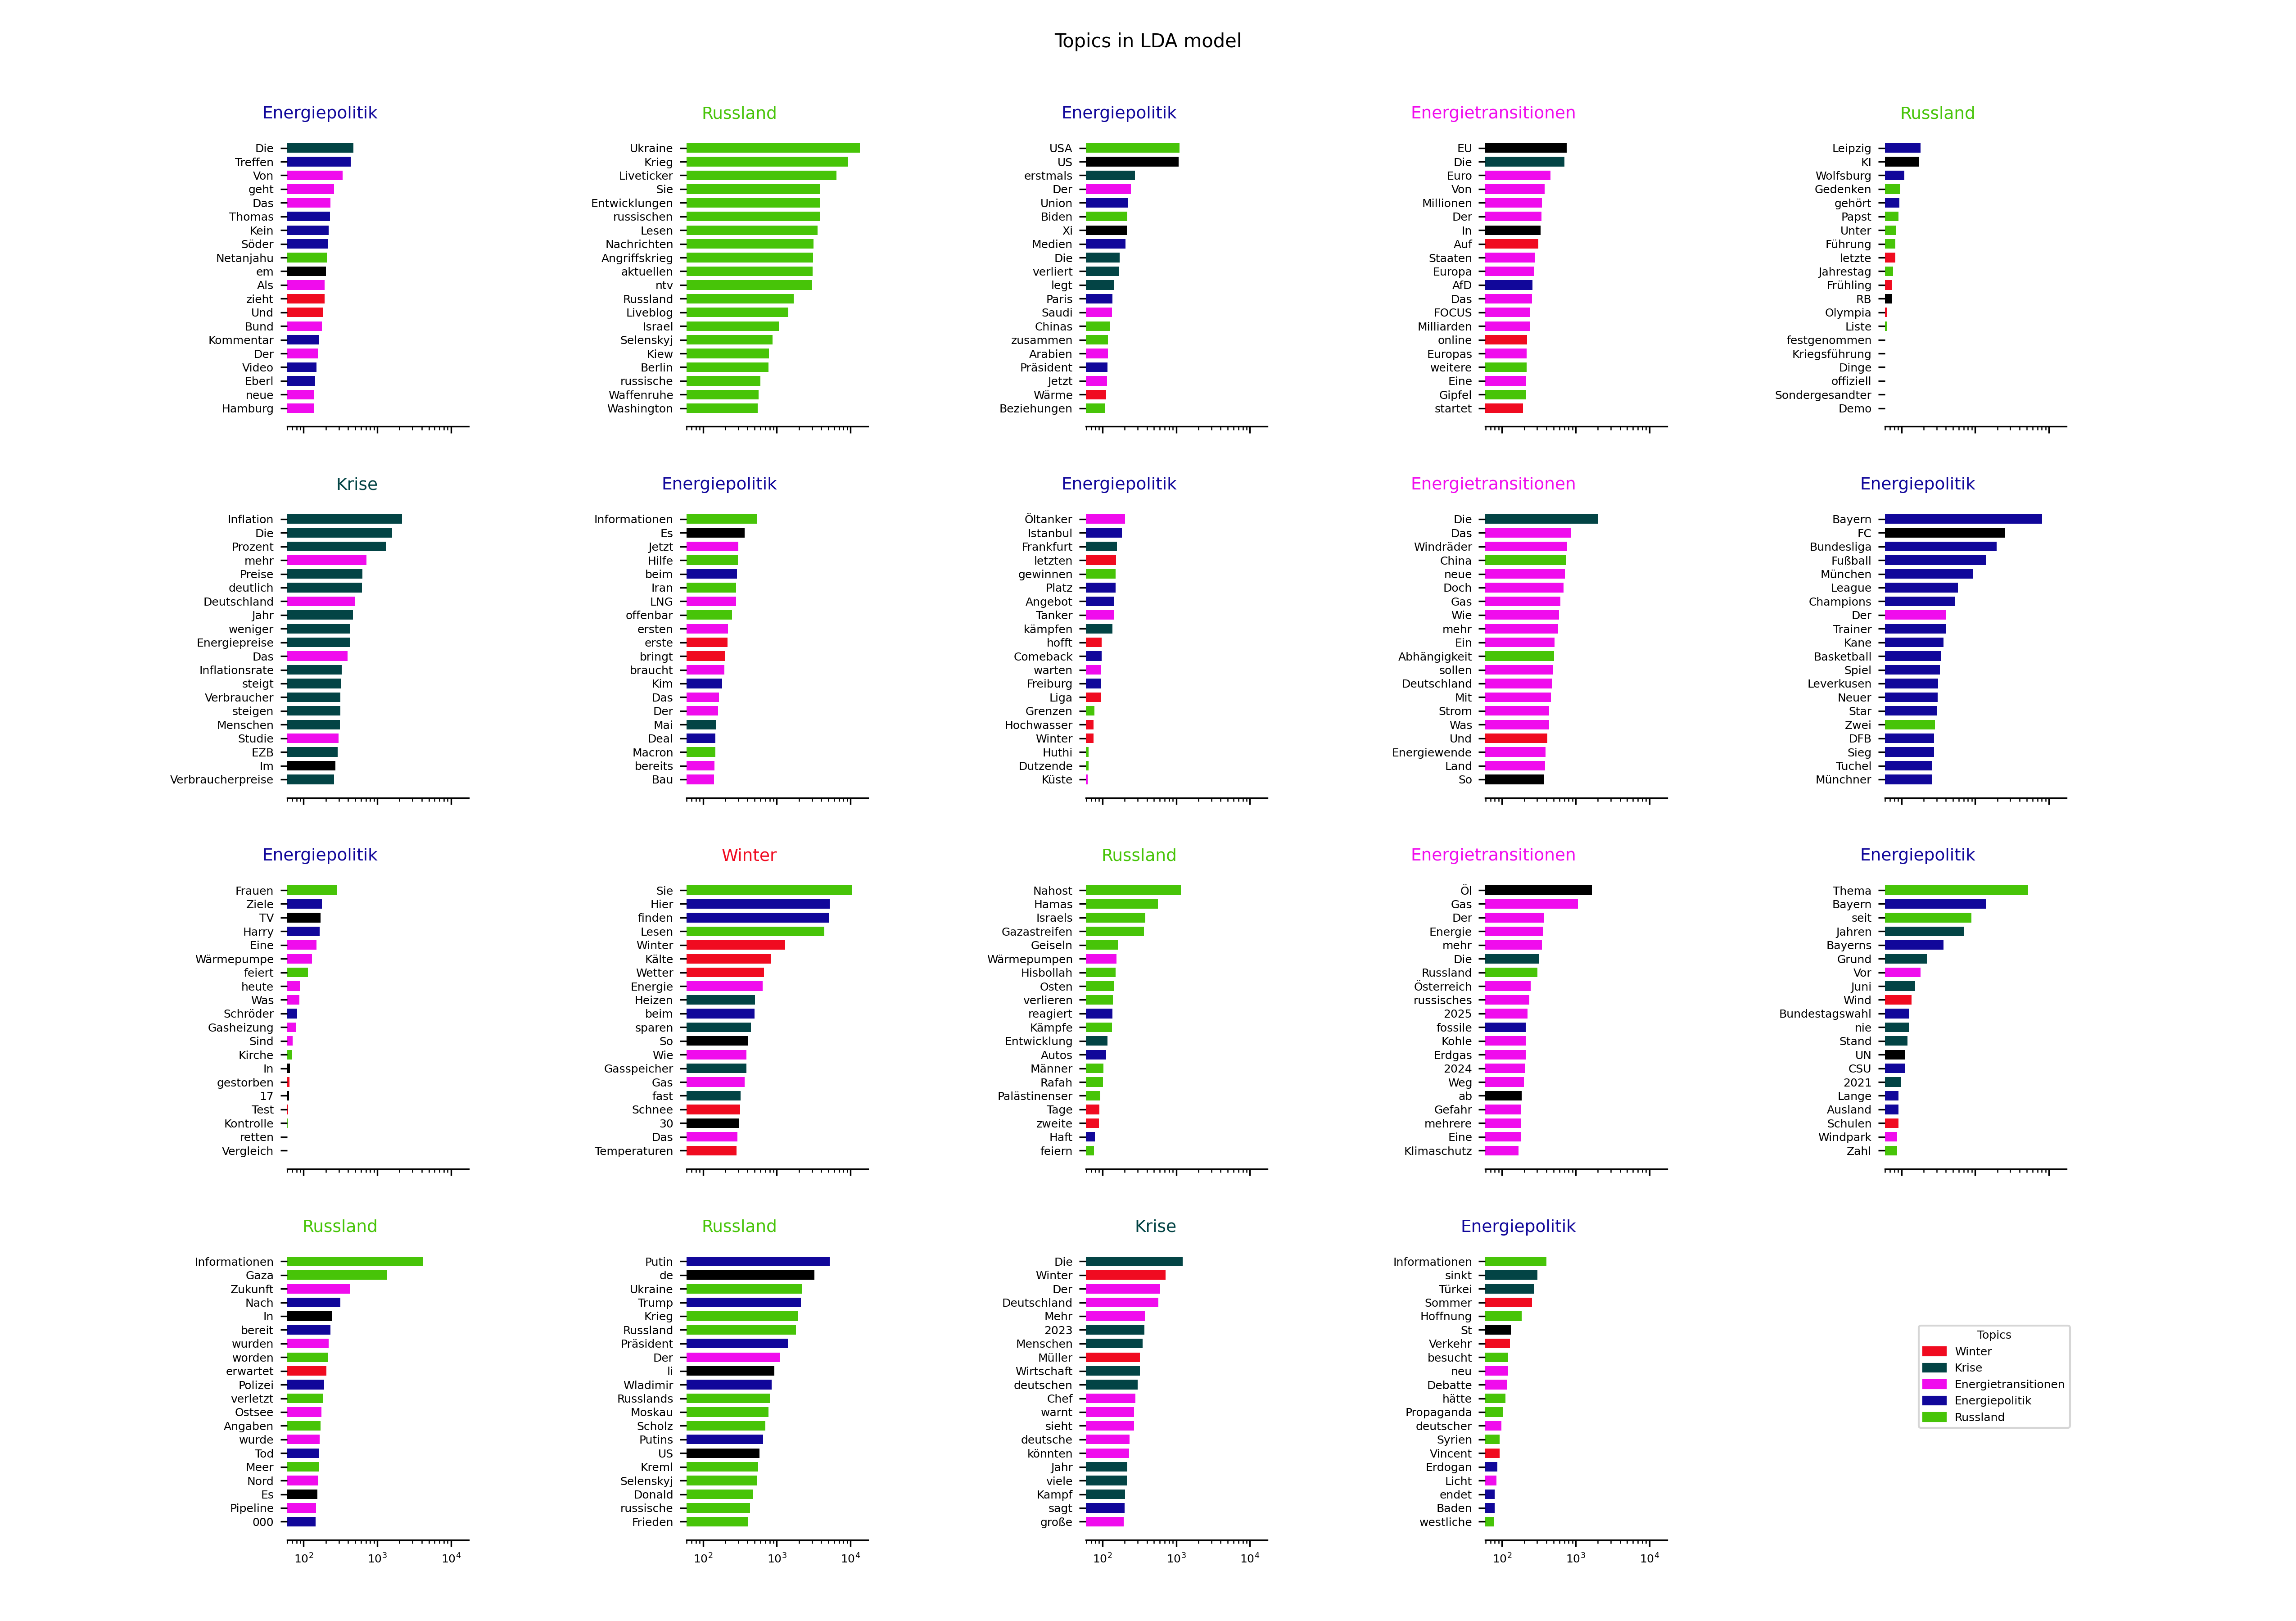 Topics in LDA model
Energiepolitik
Die
Treffen
Von
geht
Das
Thomas
Kein
Söder
Netanjahu
em
Als
zieht
Und
Bund
Kommentar
Der
Video
Eberl
neue
Hamburg
Russland
Ukraine
Krieg
Liveticker
Sie
Entwicklungen
russischen
Lesen
Nachrichten
Angriffskrieg
aktuellen
ntv
Russland
Liveblog
Israel
Selenskyj
Kiew
Berlin
russische
Waffenruhe
Washington
Energiepolitik
USA
US
erstmals
Der
Union
Biden
Xi
Medien
Die
verliert
legt
Paris
Saudi
Chinas
zusammen
Arabien
Präsident
Jetzt
Wärme
Beziehungen
Energietransitionen
EU
Die
Euro
Von
Millionen
Der
In
Auf
Staaten
Europa
AfD
Das
FOCUS
Milliarden
online
Europas
weitere
Eine
Gipfel
startet
Russland
Leipzig
KI
Wolfsburg
Gedenken
gehört
Papst
Unter
Führung
letzte
Jahrestag
Frühling
RB
Olympia
Liste
festgenommen
Kriegsführung
Dinge
offiziell
Sondergesandter
Demo
Krise
Inflation
Die
Prozent
mehr
Preise
deutlich
Deutschland
Jahr
weniger
Energiepreise
Das
Inflationsrate
steigt
Verbraucher
steigen
Menschen
Studie
EZB
Im
Verbraucherpreise
Energiepolitik
Informationen
Es
Jetzt
Hilfe
beim
Iran
LNG
offenbar
ersten
erste
bringt
braucht
Kim
Das
Der
Mai
Deal
Macron
bereits
Bau
Energiepolitik
Öltanker
Istanbul
Frankfurt
letzten
gewinnen
Platz
Angebot
Tanker
kämpfen
hofft
Comeback
warten
Freiburg
Liga
Grenzen
Hochwasser
Winter
Huthi
Dutzende
Küste
Energietransitionen
Die
Das
Windräder
China
neue
Doch
Gas
Wie
mehr
Ein
Abhängigkeit
sollen
Deutschland
Mit
Strom
Was
Und
Energiewende
Land
So
Energiepolitik
Bayern
FC
Bundesliga
Fußball
München
League
Champions
Der
Trainer
Kane
Basketball
Spiel
Leverkusen
Neuer
Star
Zwei
DFB
Sieg
Tuchel
Münchner
Energiepolitik
Frauen
Ziele
TV
Harry
Eine
Wärmepumpe
feiert
heute
Was
Schröder
Gasheizung
Sind
Kirche
In
gestorben
17
Test
Kontrolle
retten
Vergleich
Winter
Sie
Hier
finden
Lesen
Winter
Kälte
Wetter
Energie
Heizen
beim
sparen
So
Wie
Gasspeicher
Gas
fast
Schnee
30
Das
Temperaturen
Russland
Nahost
Hamas
Israels
Gazastreifen
Geiseln
Wärmepumpen
Hisbollah
Osten
verlieren
reagiert
Kämpfe
Entwicklung
Autos
Männer
Rafah
Palästinenser
Tage
zweite
Haft
feiern
Energietransitionen
Öl
Gas
Der
Energie
mehr
Die
Russland
Österreich
russisches
2025
fossile
Kohle
Erdgas
2024
Weg
ab
Gefahr
mehrere
Eine
Klimaschutz
Energiepolitik
Thema
Bayern
seit
Jahren
Bayerns
Grund
Vor
Juni
Wind
Bundestagswahl
nie
Stand
UN
CSU
2021
Lange
Ausland
Schulen
Windpark
Zahl
Russland
Informationen
Gaza
Zukunft
Nach
In
bereit
wurden
worden
erwartet
Polizei
verletzt
Ostsee
Angaben
wurde
Tod
Meer
Nord
Es
Pipeline
000
10² 10³ 10⁴
Russland
Putin
de
Ukraine
Trump
Krieg
Russland
Präsident
Der
li
Wladimir
Russlands
Moskau
Scholz
Putins
US
Kreml
Selenskyj
Donald
russische
Frieden
10² 10³ 10⁴
Krise
Die
Winter
Der
Deutschland
Mehr
2023
Menschen
Müller
Wirtschaft
deutschen
Chef
warnt
sieht
deutsche
könnten
Jahr
viele
Kampf
sagt
große
10² 10³ 10⁴
Energiepolitik
Informationen
sinkt
Türkei
Sommer
Hoffnung
St
Verkehr
besucht
neu
Debatte
hätte
Propaganda
deutscher
Syrien
Vincent
Erdogan
Licht
endet
Baden
westliche
10² 10³ 10⁴
Topics
Winter
Krise
Energietransitionen
Energiepolitik
Russland